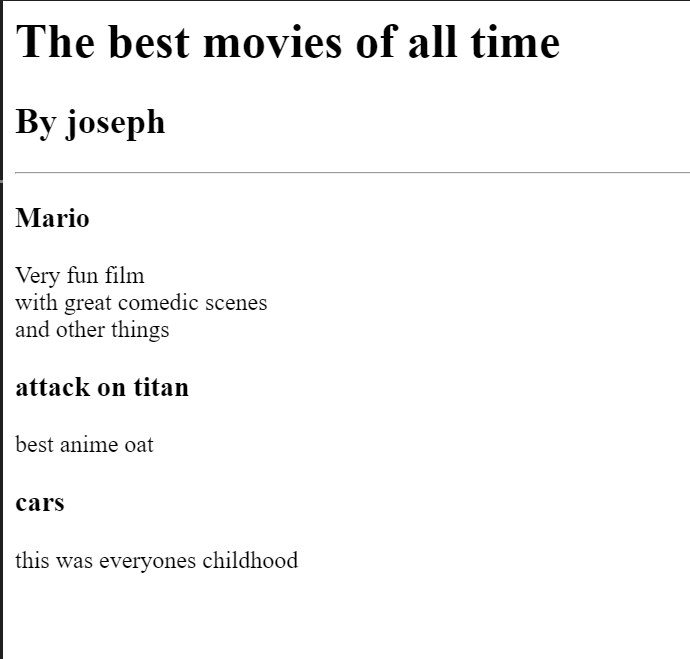 The best movies of all time
By joseph
Mario
Very fun film
with great comedic scenes
and other things
attack on titan
best anime oat
cars
this was everyones childhood